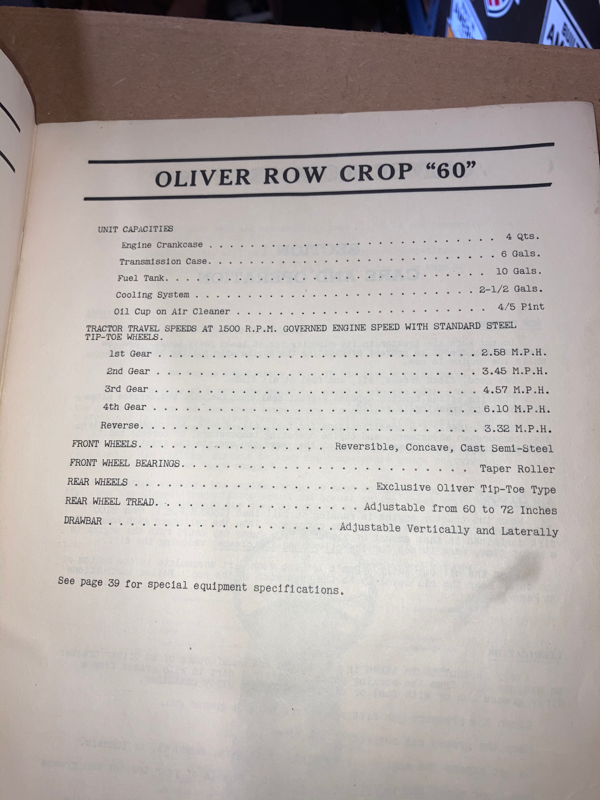 OLIVER ROW CROP “60”
UNIT CAPACITIES
Engine Crankcase . . . . . . . . . . . . . . . . . . . . . . . . . . . . 4 Qts.
Transmission Case. . . . . . . . . . . . . . . . . . . . . . . . . . . . 6 Gals.
Fuel Tank. . . . . . . . . . . . . . . . . . . . . . . . . . . . . . . 10 Gals.
Cooling System . . . . . . . . . . . . . . . . . . . . . . . . . . . 2-1/2 Gals.
Oil Cup on Air Cleaner . . . . . . . . . . . . . . . . . . . . . . . . 4/5 Pint
TRACTOR TRAVEL SPEEDS AT 1500 R.P.M. GOVERNED ENGINE SPEED WITH STANDARD STEEL
TIP-TOE WHEELS.
1st Gear . . . . . . . . . . . . . . . . . . . . . . . . . . . . . . 2.58 M.P.H.
2nd Gear . . . . . . . . . . . . . . . . . . . . . . . . . . . . . . 3.45 M.P.H.
3rd Gear . . . . . . . . . . . . . . . . . . . . . . . . . . . . . . 4.57 M.P.H.
4th Gear . . . . . . . . . . . . . . . . . . . . . . . . . . . . . . 6.10 M.P.H.
Reverse. . . . . . . . . . . . . . . . . . . . . . . . . . . . . . . 3.32 M.P.H.
FRONT WHEELS. . . . . . . . . . . . . . . . . Reversible, Concave, Cast Semi-Steel
FRONT WHEEL BEARINGS. . . . . . . . . . . . . . . . . . . . . . . . . Taper Roller
REAR WHEELS . . . . . . . . . . . . . . . . . . . . . Exclusive Oliver Tip-Toe Type
REAR WHEEL TREAD. . . . . . . . . . . . . . . . . . Adjustable from 60 to 72 Inches
DRAWBAR . . . . . . . . . . . . . . . . . . . . Adjustable Vertically and Laterally
See page 39 for special equipment specifications.